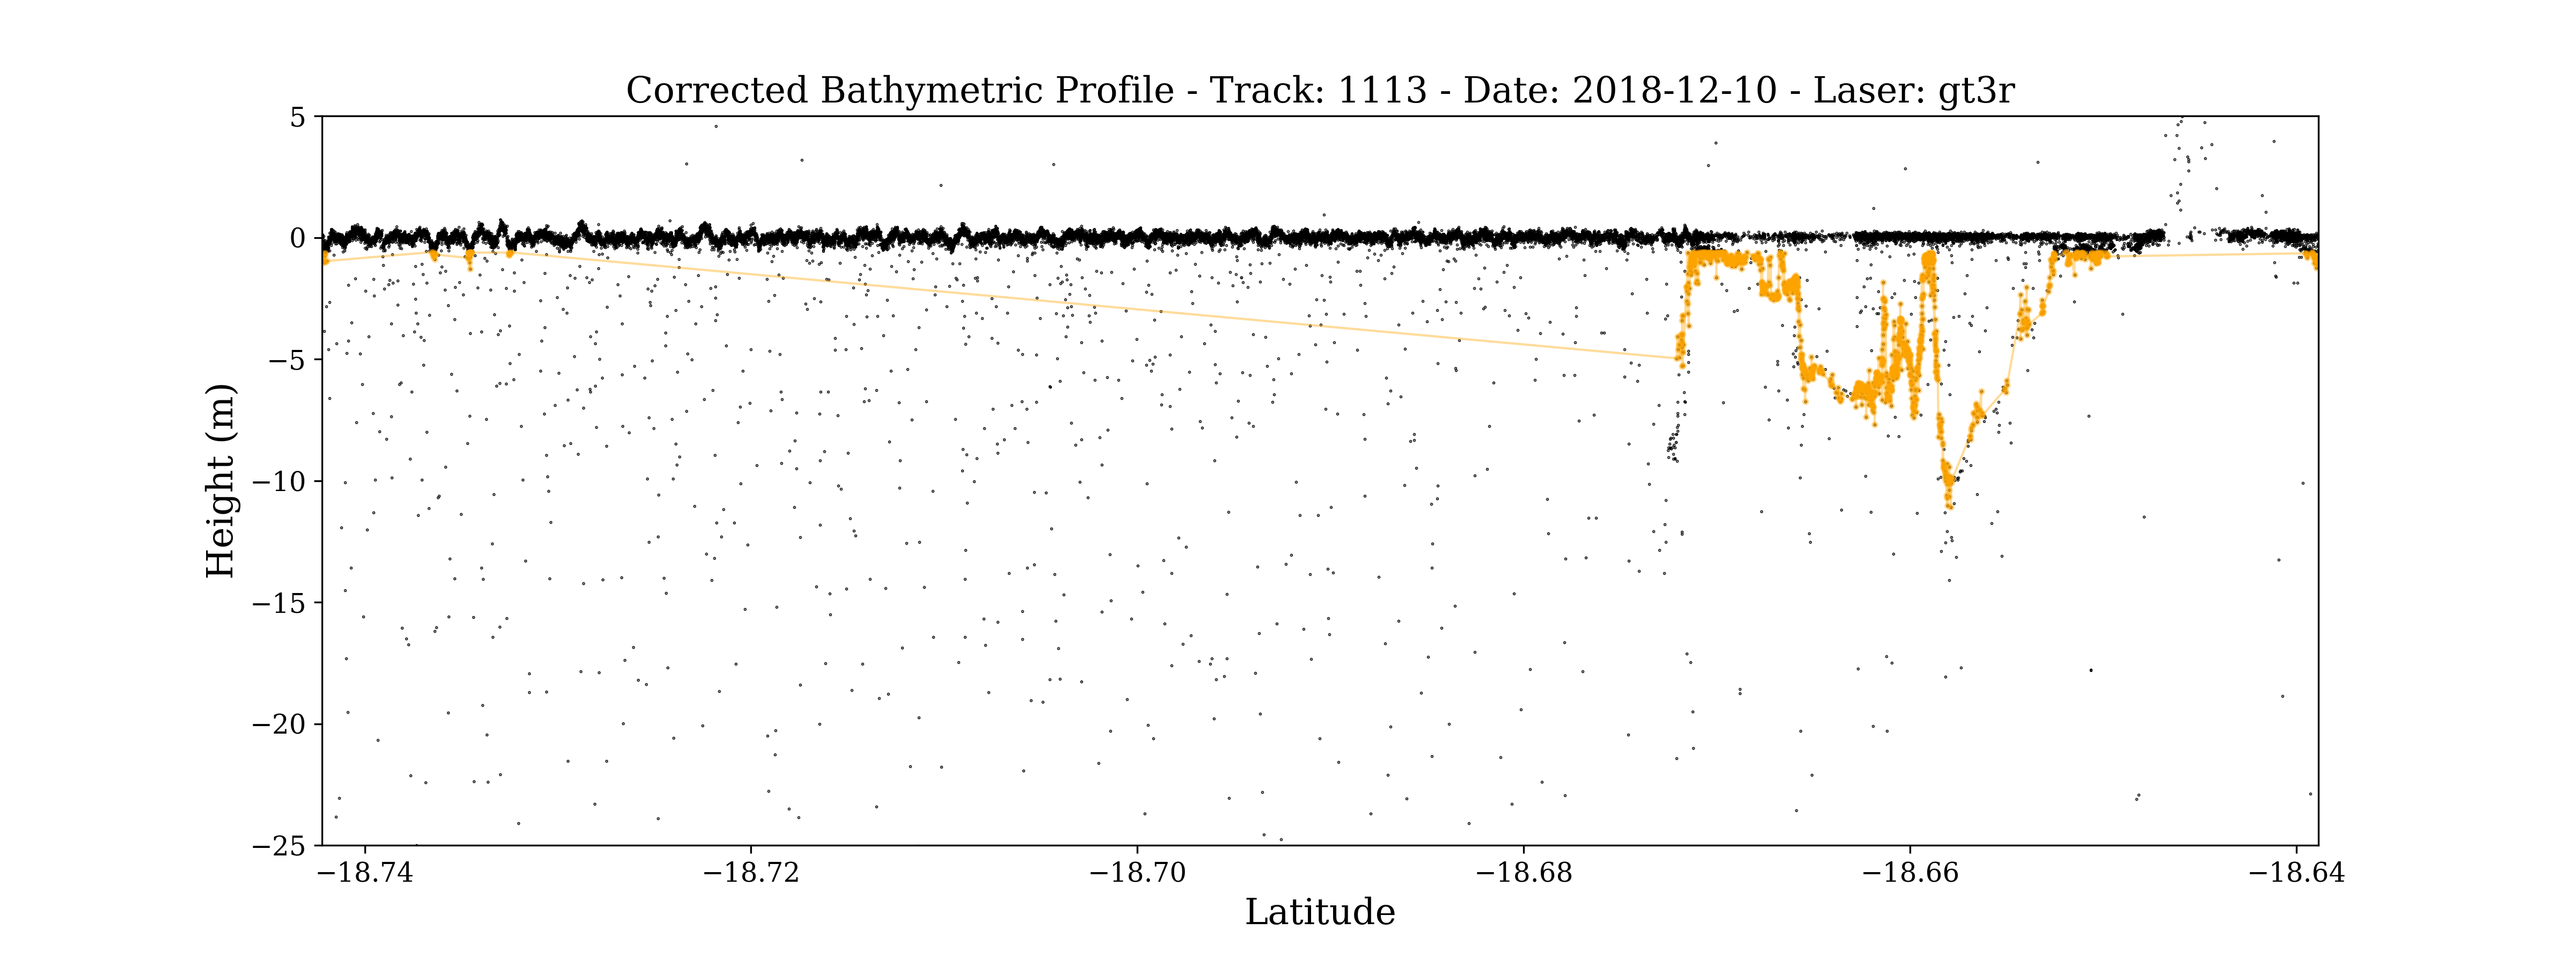 Corrected Bathymetric Profile - Track: 1113 - Date: 2018-12-10 - Laser: gt3r
5
0
−5
−10
−15
−20
−25
Height (m)
−18.74 −18.72 −18.70 −18.68 −18.66 −18.64
Latitude